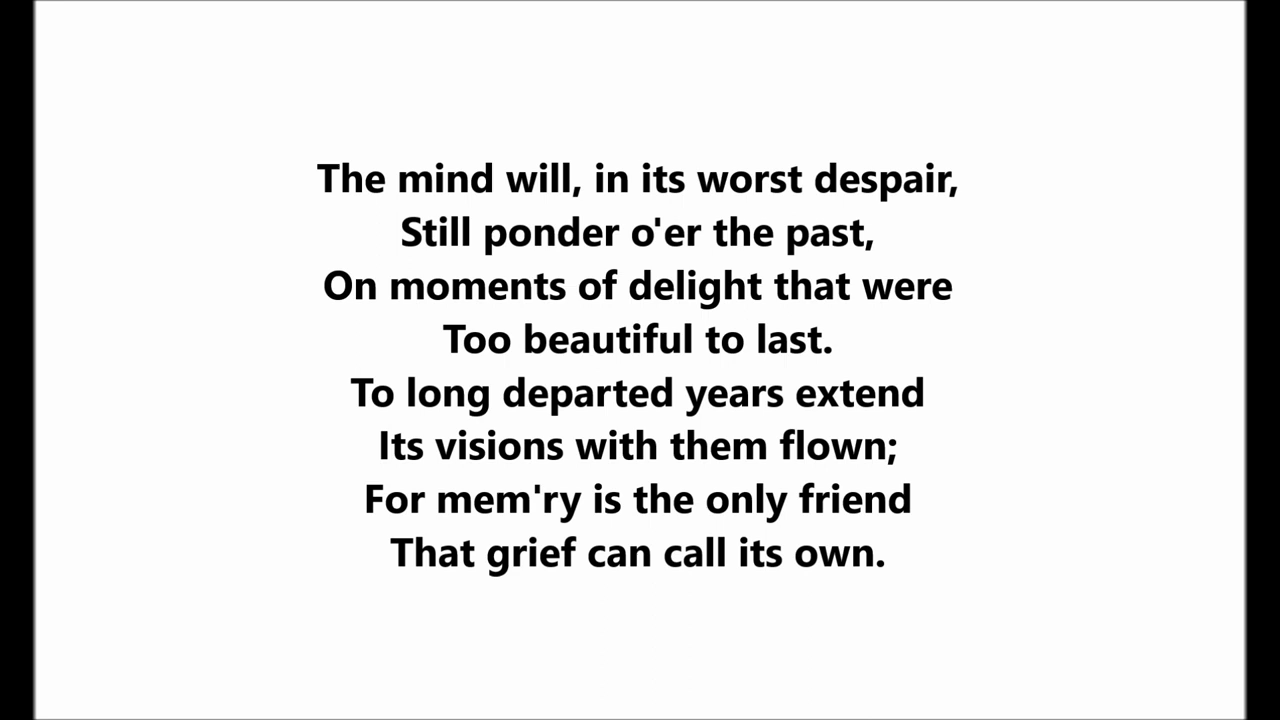 The mind will, in its worst despair,
Still ponder o'er the past,
On moments of delight that were
Too beautiful to last.
To long departed years extend
Its visions with them flown;
For mem'ry is the only friend
That grief can call its own.